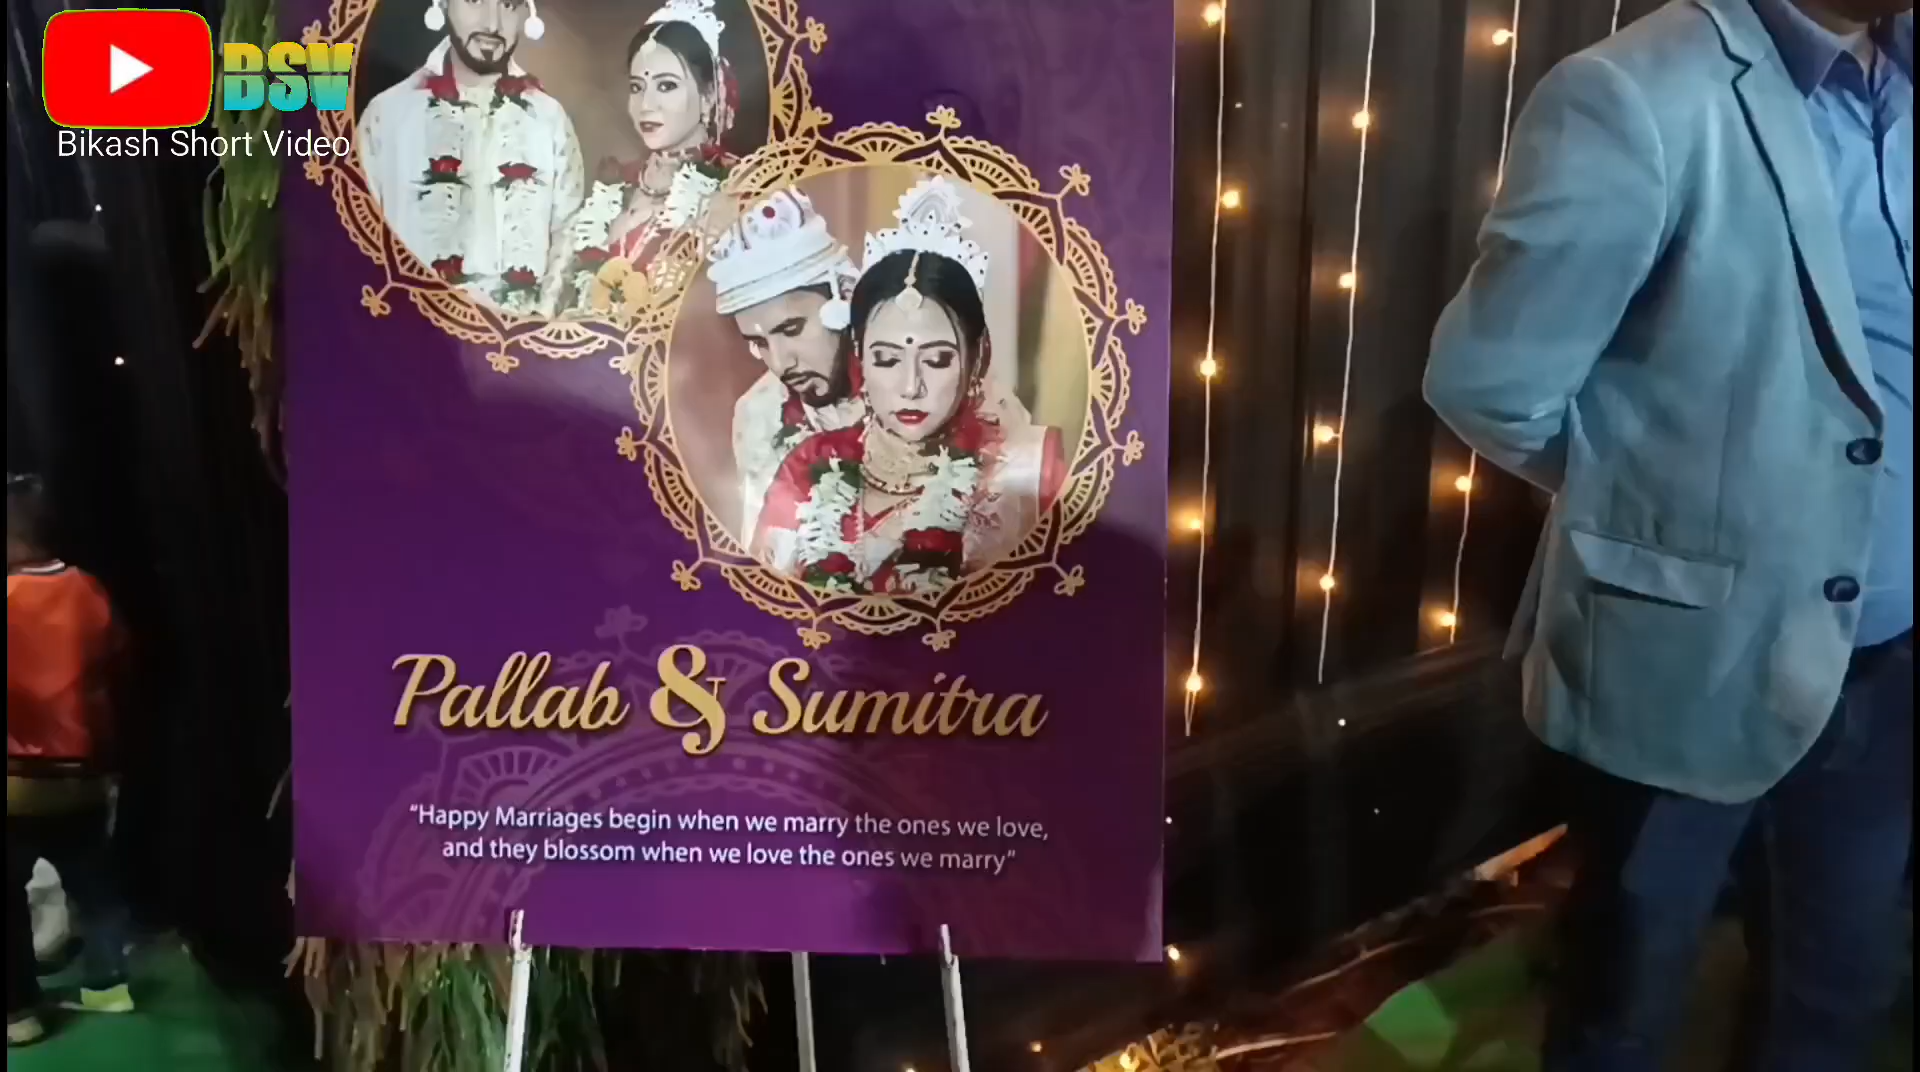 BSV
Bikash Short Video
Pallab & Sumitra
“Happy Marriages begin when we marry the ones we love,
and they blossom when we love the ones we marry”